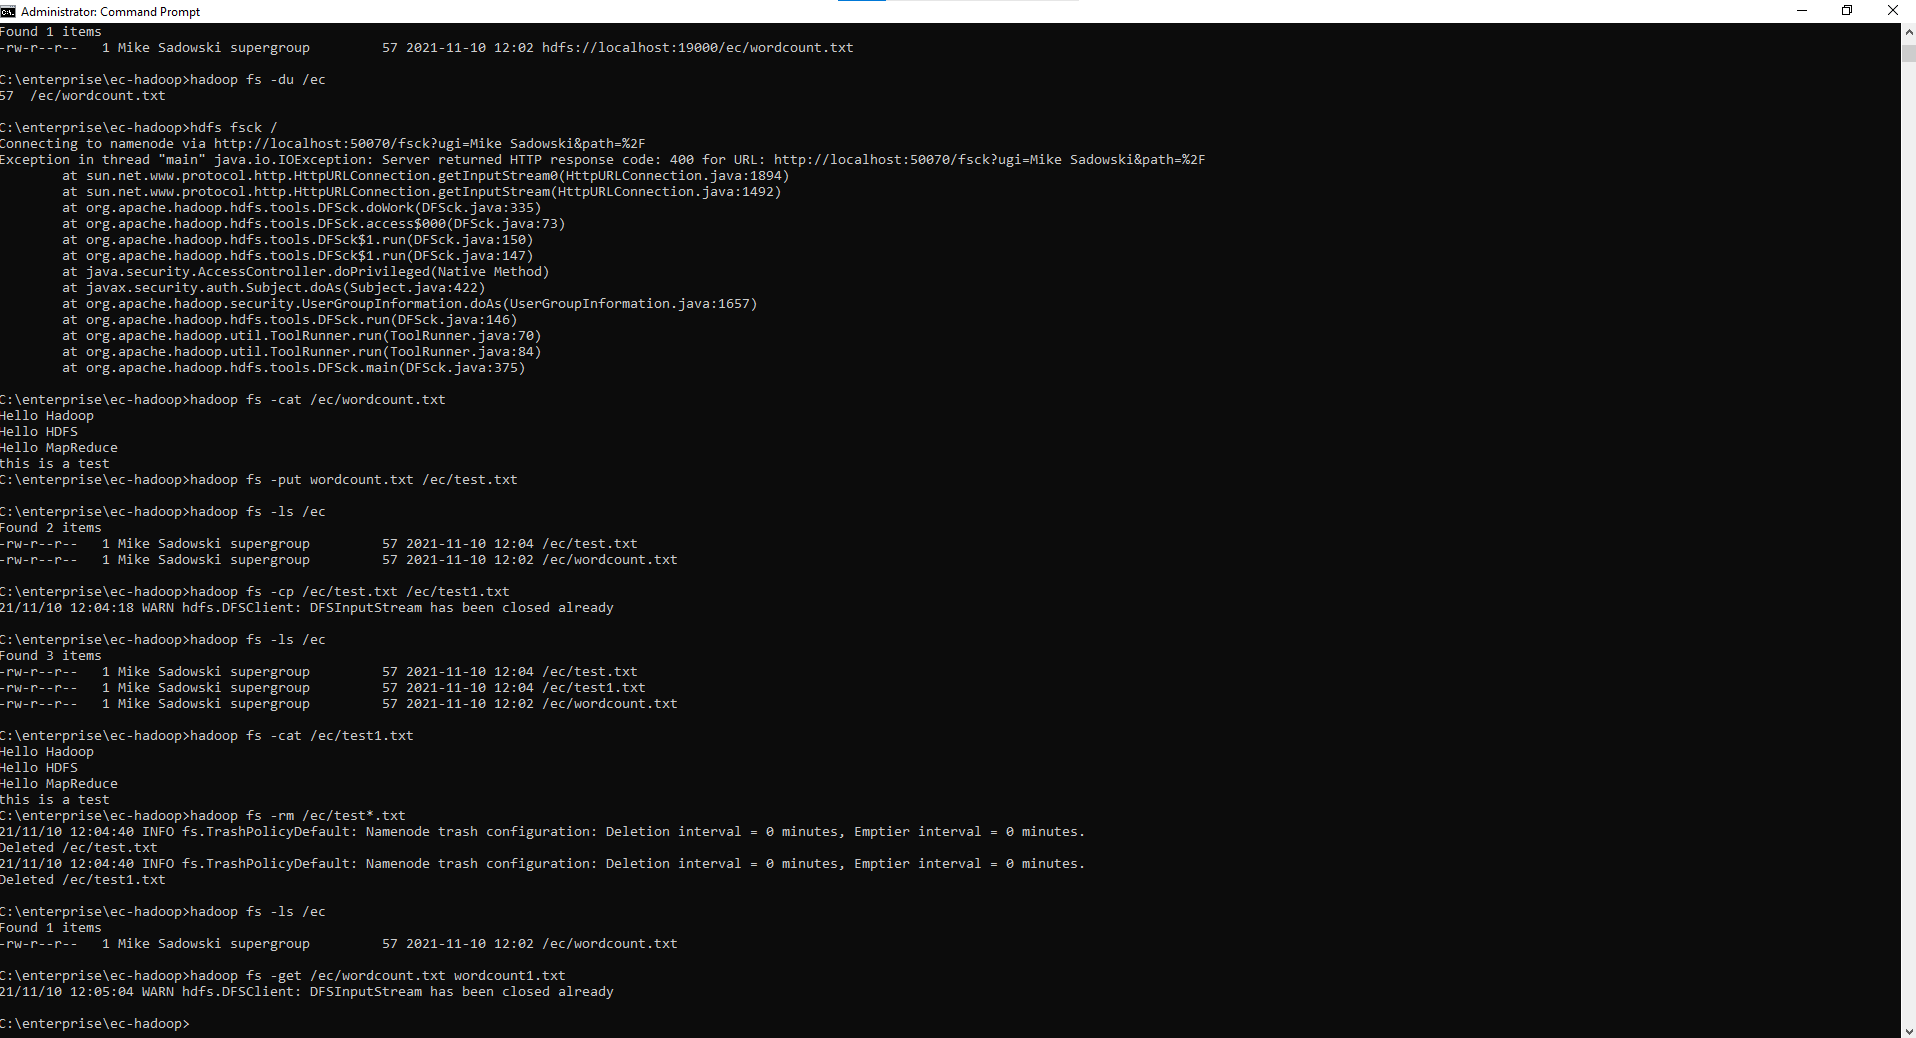 Administrator: Command Prompt
Found 1 items
-rw-r--r--   1 Mike Sadowski supergroup         57 2021-11-10 12:02 hdfs://localhost:19000/ec/wordcount.txt
C:\enterprise\ec-hadoop>hadoop fs -du /ec
57  /ec/wordcount.txt
C:\enterprise\ec-hadoop>hdfs fsck /
Connecting to namenode via http://localhost:50070/fsck?ugi=Mike Sadowski&path=%2F
Exception in thread "main" java.io.IOException: Server returned HTTP response code: 400 for URL: http://localhost:50070/fsck?ugi=Mike Sadowski&path=%2F
        at sun.net.www.protocol.http.HttpURLConnection.getInputStream0(HttpURLConnection.java:1894)
        at sun.net.www.protocol.http.HttpURLConnection.getInputStream(HttpURLConnection.java:1492)
        at org.apache.hadoop.hdfs.tools.DFSck.doWork(DFSck.java:335)
        at org.apache.hadoop.hdfs.tools.DFSck.access$000(DFSck.java:73)
        at org.apache.hadoop.hdfs.tools.DFSck$1.run(DFSck.java:150)
        at org.apache.hadoop.hdfs.tools.DFSck$1.run(DFSck.java:147)
        at java.security.AccessController.doPrivileged(Native Method)
        at javax.security.auth.Subject.doAs(Subject.java:422)
        at org.apache.hadoop.security.UserGroupInformation.doAs(UserGroupInformation.java:1657)
        at org.apache.hadoop.hdfs.tools.DFSck.run(DFSck.java:146)
        at org.apache.hadoop.util.ToolRunner.run(ToolRunner.java:70)
        at org.apache.hadoop.util.ToolRunner.run(ToolRunner.java:84)
        at org.apache.hadoop.hdfs.tools.DFSck.main(DFSck.java:375)
C:\enterprise\ec-hadoop>hadoop fs -cat /ec/wordcount.txt
Hello Hadoop
Hello HDFS
Hello MapReduce
this is a test
C:\enterprise\ec-hadoop>hadoop fs -put wordcount.txt /ec/test.txt
C:\enterprise\ec-hadoop>hadoop fs -ls /ec
Found 2 items
-rw-r--r--   1 Mike Sadowski supergroup         57 2021-11-10 12:04 /ec/test.txt
-rw-r--r--   1 Mike Sadowski supergroup         57 2021-11-10 12:02 /ec/wordcount.txt
C:\enterprise\ec-hadoop>hadoop fs -cp /ec/test.txt /ec/test1.txt
21/11/10 12:04:18 WARN hdfs.DFSClient: DFSInputStream has been closed already
C:\enterprise\ec-hadoop>hadoop fs -ls /ec
Found 3 items
-rw-r--r--   1 Mike Sadowski supergroup         57 2021-11-10 12:04 /ec/test.txt
-rw-r--r--   1 Mike Sadowski supergroup         57 2021-11-10 12:04 /ec/test1.txt
-rw-r--r--   1 Mike Sadowski supergroup         57 2021-11-10 12:02 /ec/wordcount.txt
C:\enterprise\ec-hadoop>hadoop fs -cat /ec/test1.txt
Hello Hadoop
Hello HDFS
Hello MapReduce
this is a test
C:\enterprise\ec-hadoop>hadoop fs -rm /ec/test*.txt
21/11/10 12:04:40 INFO fs.TrashPolicyDefault: Namenode trash configuration: Deletion interval = 0 minutes, Emptier interval = 0 minutes.
Deleted /ec/test.txt
21/11/10 12:04:40 INFO fs.TrashPolicyDefault: Namenode trash configuration: Deletion interval = 0 minutes, Emptier interval = 0 minutes.
Deleted /ec/test1.txt
C:\enterprise\ec-hadoop>hadoop fs -ls /ec
Found 1 items
-rw-r--r--   1 Mike Sadowski supergroup         57 2021-11-10 12:02 /ec/wordcount.txt
C:\enterprise\ec-hadoop>hadoop fs -get /ec/wordcount.txt wordcount1.txt
21/11/10 12:05:04 WARN hdfs.DFSClient: DFSInputStream has been closed already
C:\enterprise\ec-hadoop>